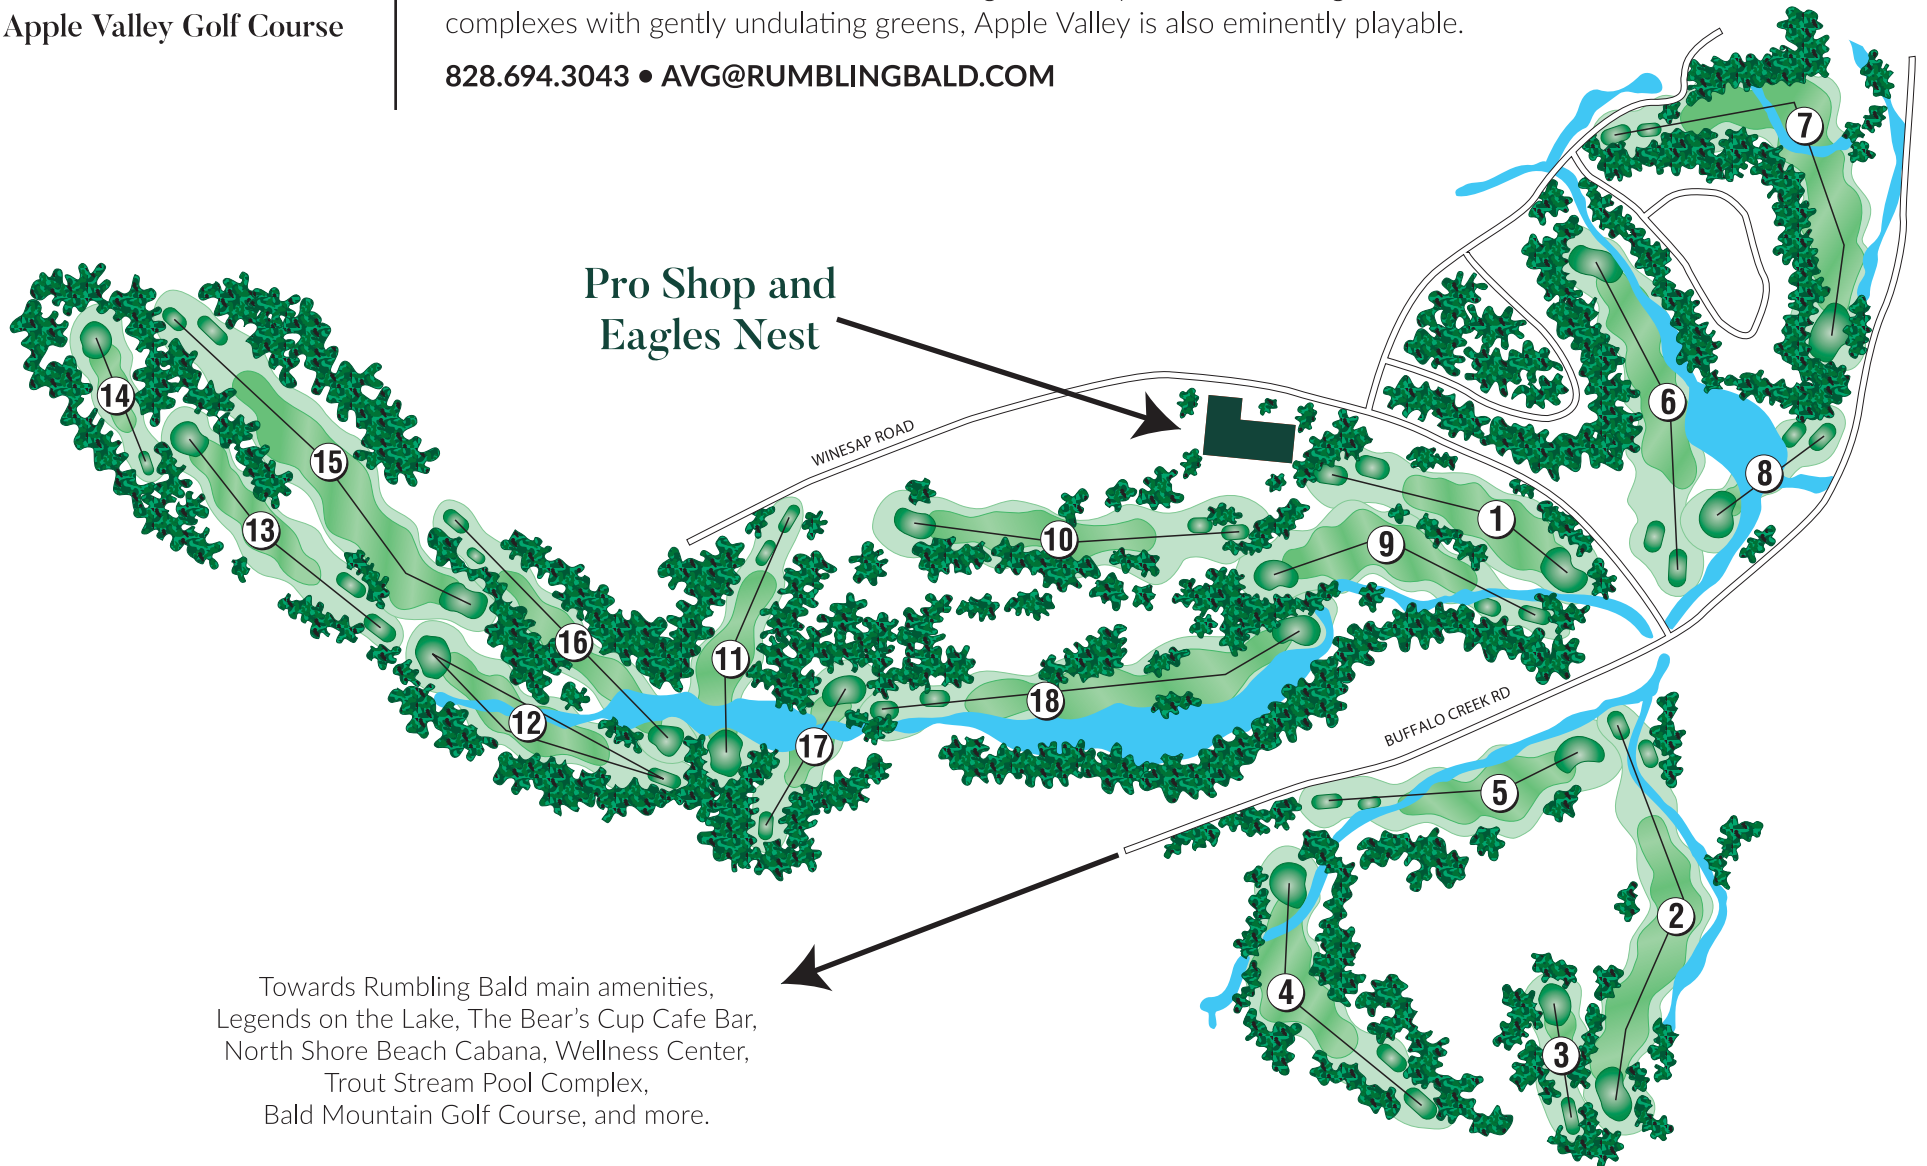 Apple Valley Golf Course
complexes with gently undulating greens, Apple Valley is also eminently playable.
828.694.3043 • AVG@RUMBLINGBALD.COM
Pro Shop and
Eagles Nest
WINESAP ROAD
BUFFALO CREEK RD
7
14
15
13
6
8
10
1
9
16
11
12
17
18
5
2
4
3
Towards Rumbling Bald main amenities,
Legends on the Lake, The Bear's Cup Cafe Bar,
North Shore Beach Cabana, Wellness Center,
Trout Stream Pool Complex,
Bald Mountain Golf Course, and more.